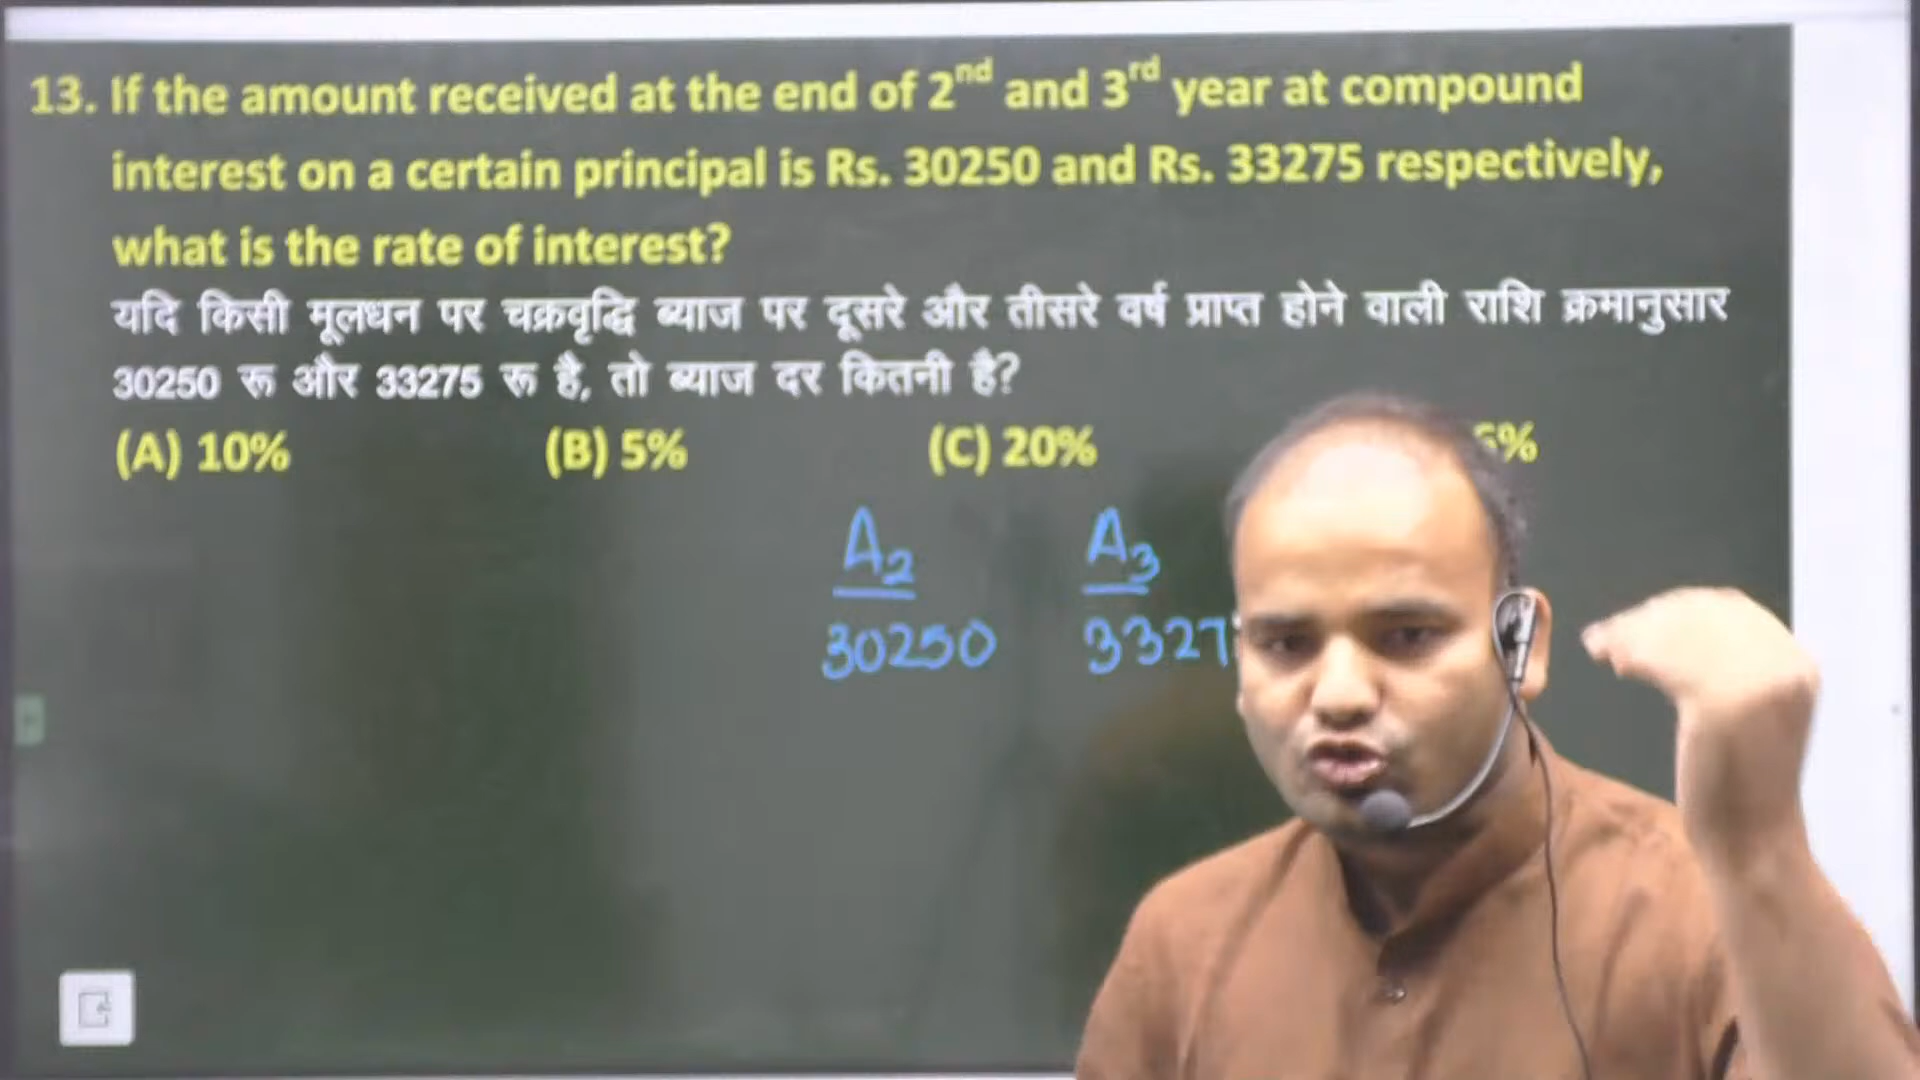 13. If the amount received at the end of 2nd and 3rd year at compound
interest on a certain principal is Rs. 30250 and Rs. 33275 respectively,
what is the rate of interest?
यदि किसी मूलधन पर चक्रवृद्धि ब्याज पर दूसरे और तीसरे वर्ष प्राप्त होने वाली राशि क्रमानुसार
30250 रू और 33275 रू है, तो ब्याज दर कितनी है?
(A) 10% (B) 5% (C) 20%
A2 A3
30250 3327